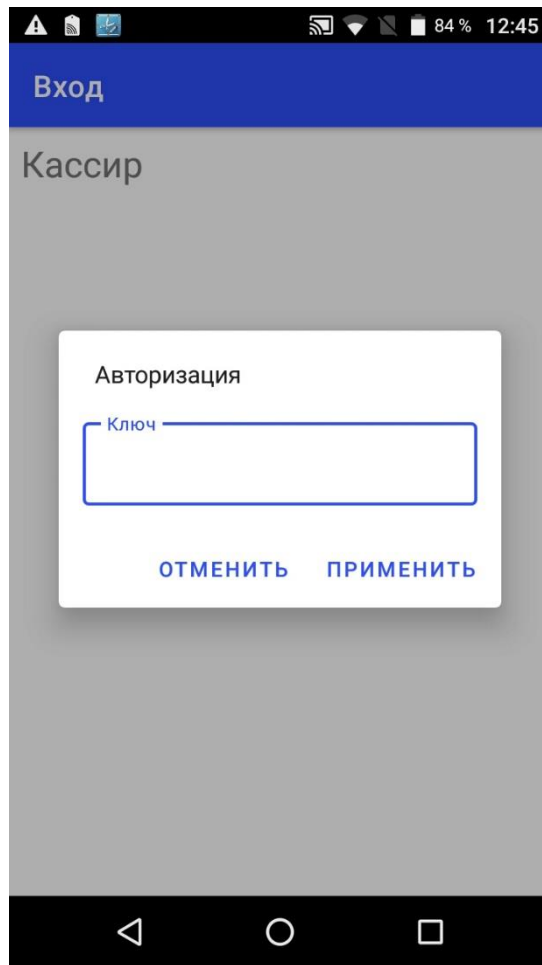 84 % 12:45
Вход
Кассир
Авторизация
Ключ
ОТМЕНИТЬ ПРИМЕНИТЬ